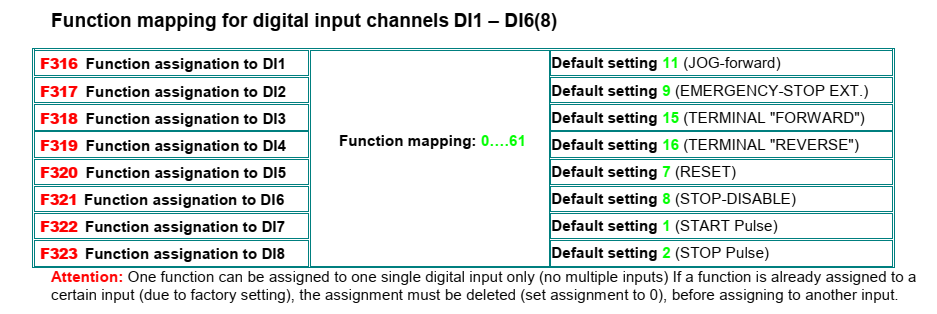 Function mapping for digital input channels DI1 – DI6(8)
F316 Function assignation to DI1
Default setting 11 (JOG-forward)
F317 Function assignation to DI2
Default setting 9 (EMERGENCY-STOP EXT.)
F318 Function assignation to DI3
Default setting 15 (TERMINAL "FORWARD")
F319 Function assignation to DI4
Function mapping: 0....61
Default setting 16 (TERMINAL "REVERSE")
F320 Function assignation to DI5
Default setting 7 (RESET)
F321 Function assignation to DI6
Default setting 8 (STOP-DISABLE)
F322 Function assignation to DI7
Default setting 1 (START Pulse)
F323 Function assignation to DI8
Default setting 2 (STOP Pulse)
Attention: One function can be assigned to one single digital input only (no multiple inputs) If a function is already assigned to a
certain input (due to factory setting), the assignment must be deleted (set assignment to 0), before assigning to another input.